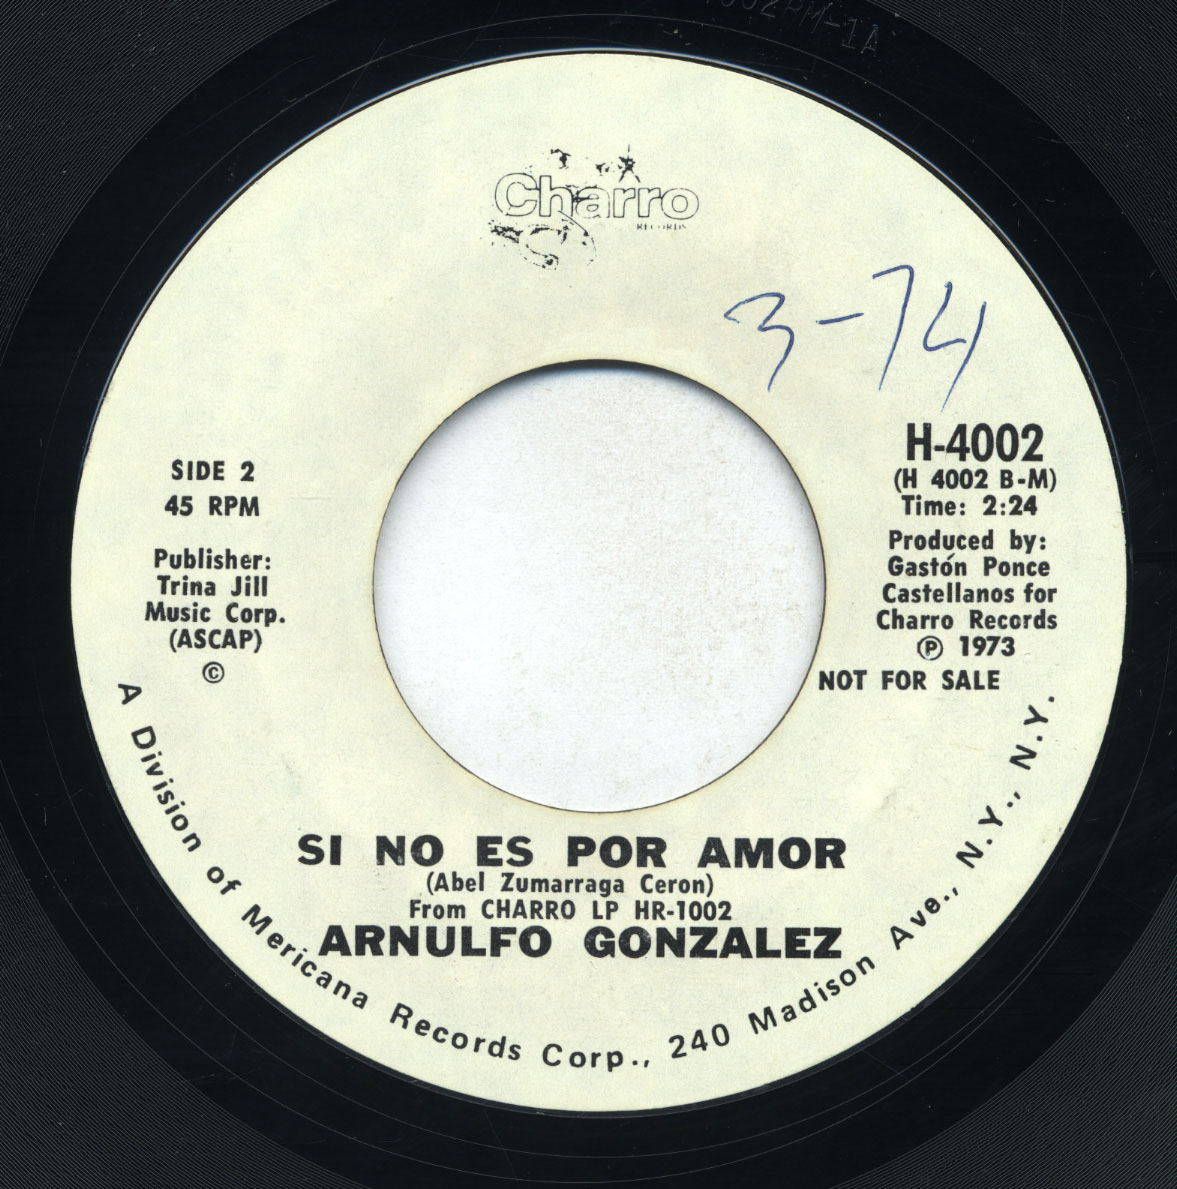 Charro
RECORDS
3-74
H-4002
(H 4002 B-M)
Time: 2:24
Produced by:
Gastón Ponce
Castellanos for
Charro Records
Ⓟ 1973
NOT FOR SALE
SIDE 2
45 RPM
Publisher:
Trina Jill
Music Corp.
(ASCAP)
©
SI NO ES POR AMOR
(Abel Zumarraga Ceron)
From CHARRO LP HR-1002
ARNULFO GONZALEZ
A Division of Mericana Records Corp., 240 Madison Ave., N.Y., N.Y.